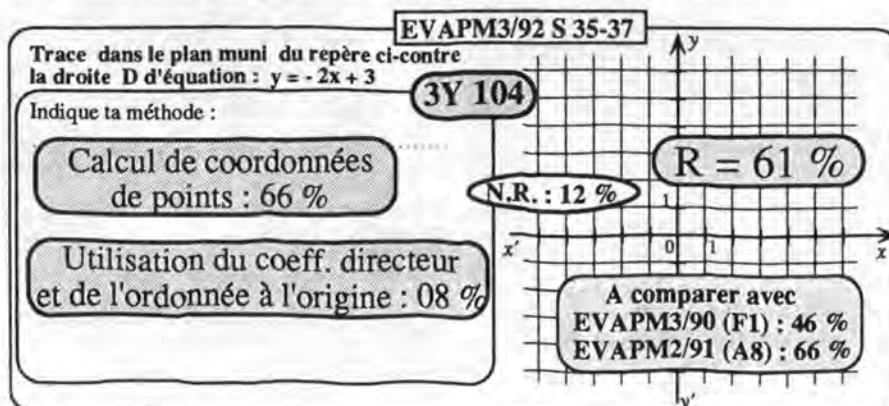 EVAPM3/92 S 35-37
Trace dans le plan muni du repère ci-contre
la droite D d'équation : y = - 2x + 3
3Y 104
Indique ta méthode :
Calcul de coordonnées
de points : 66 %
Utilisation du coeff. directeur
et de l'ordonnée à l'origine : 08 %
N.R. : 12 %
R = 61 %
y
1
x'
0
1
x
A comparer avec
EVAPM3/90 (F1) : 46 %
EVAPM2/91 (A8) : 66 %
y'